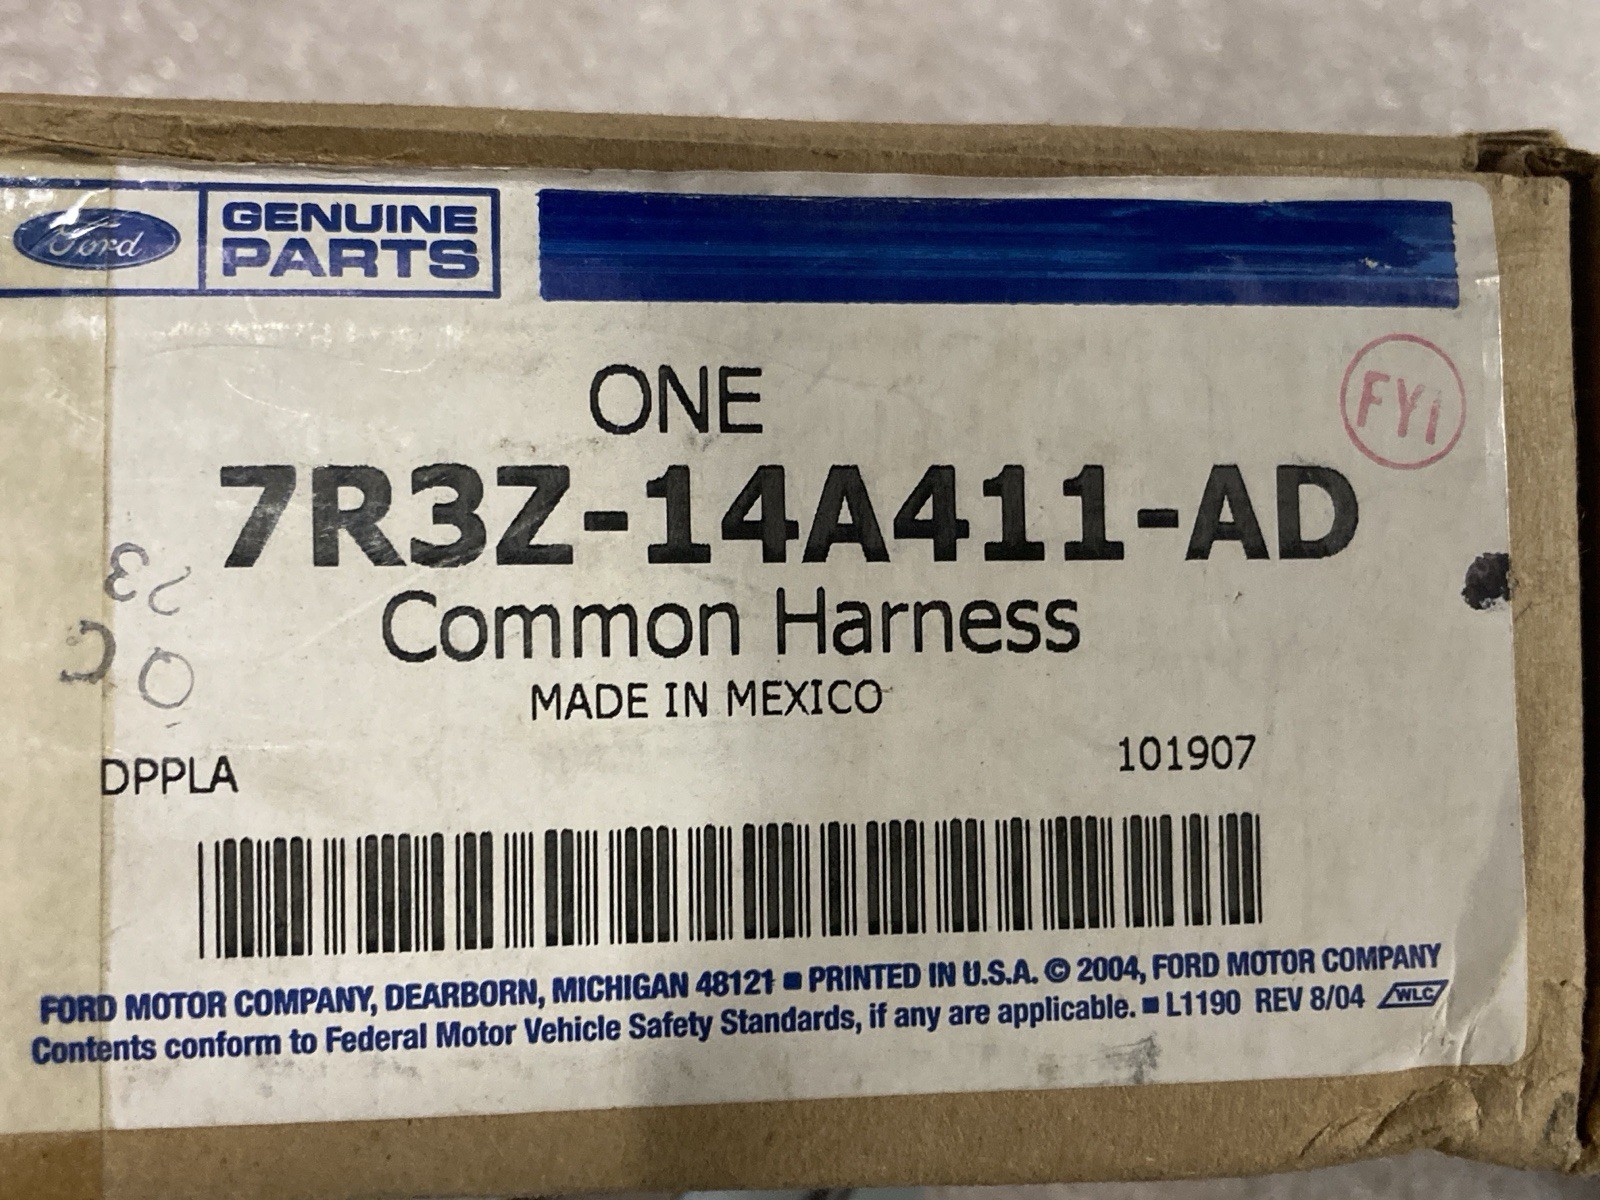 Ford GENUINE PARTS
ONE
FYI
7R3Z-14A411-AD
Common Harness
MADE IN MEXICO
DPPLA 101907
FORD MOTOR COMPANY, DEARBORN, MICHIGAN 48121 ■ PRINTED IN U.S.A. © 2004, FORD MOTOR COMPANY
Contents conform to Federal Motor Vehicle Safety Standards, if any are applicable. ■ L1190 REV 8/04 WLC